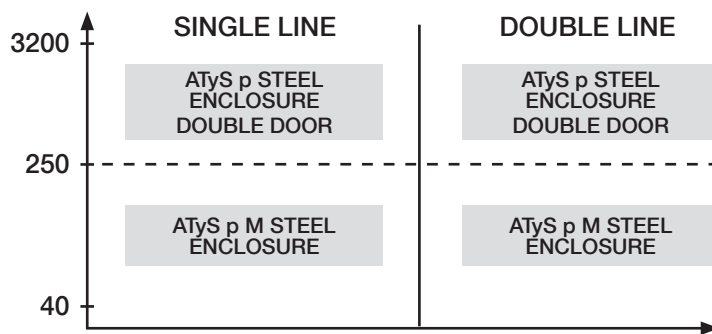 SINGLE LINE
DOUBLE LINE
3200
ATyS p STEEL
ENCLOSURE
DOUBLE DOOR
ATyS p STEEL
ENCLOSURE
DOUBLE DOOR
250
ATyS p M STEEL
ENCLOSURE
ATyS p M STEEL
ENCLOSURE
40